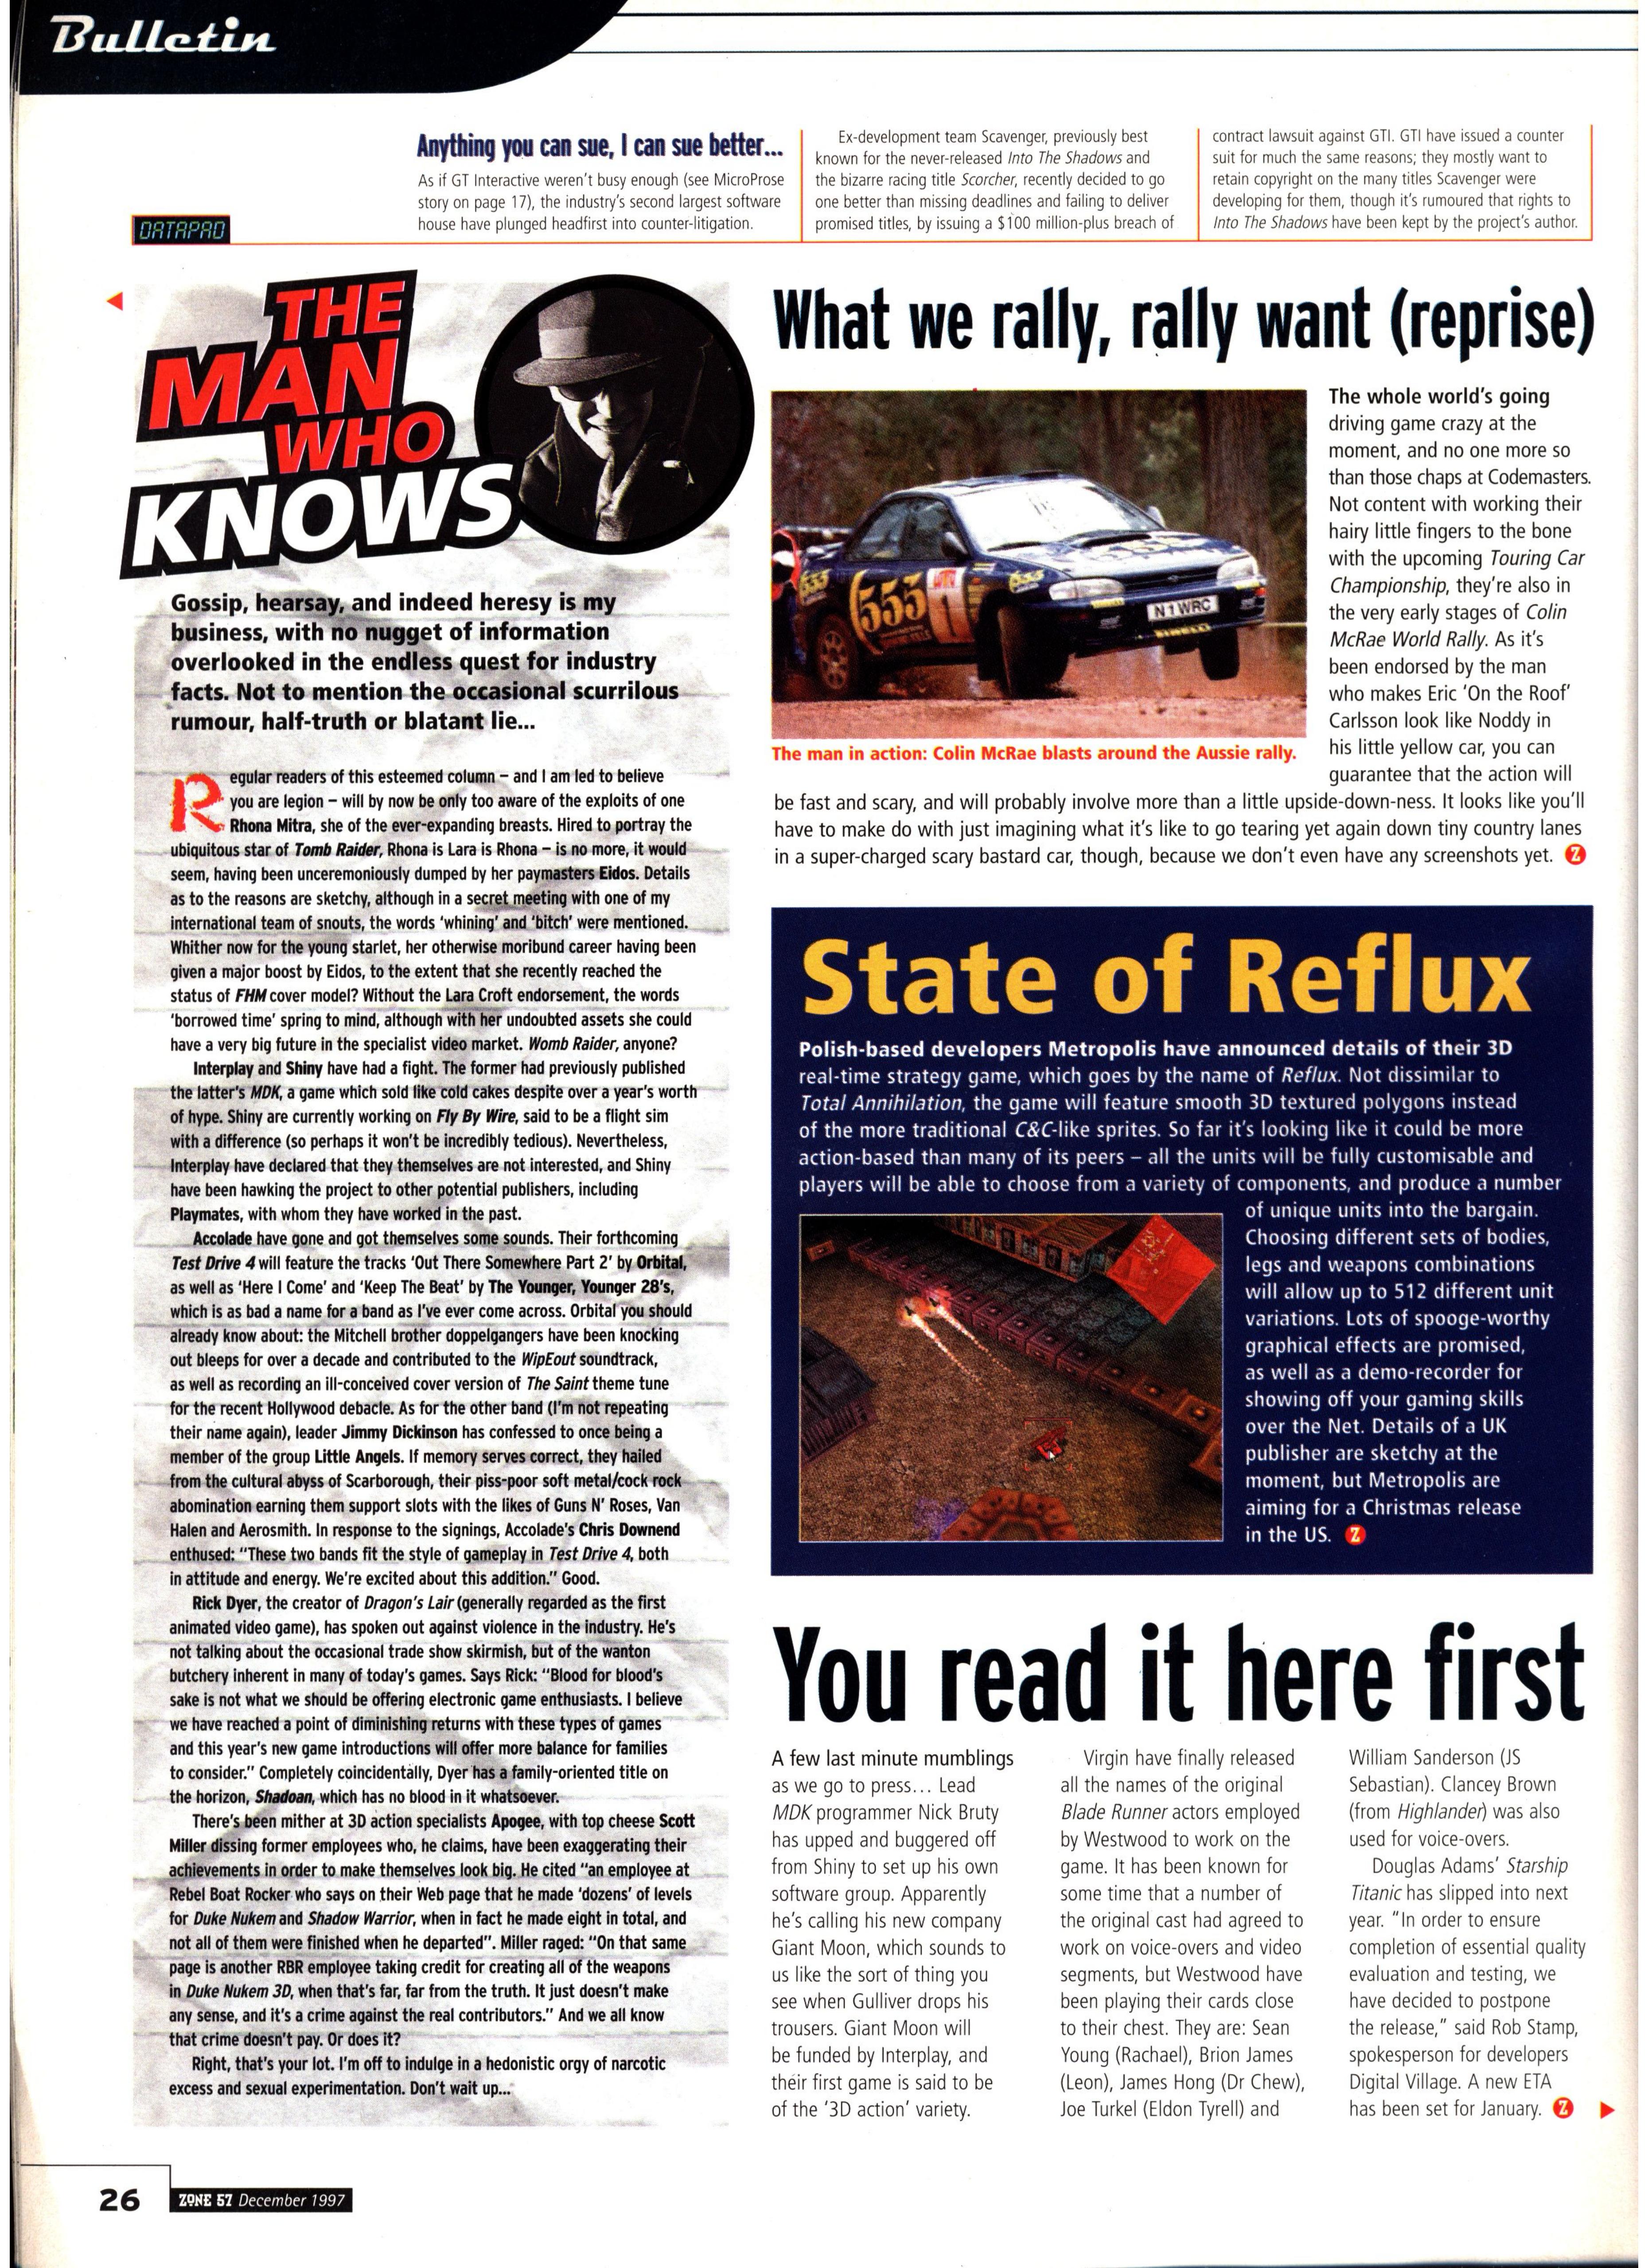 Bulletin
Anything you can sue, I can sue better...
As if GT Interactive weren't busy enough (see MicroProse
story on page 17), the industry's second largest software
house have plunged headfirst into counter-litigation.
Ex-development team Scavenger, previously best
known for the never-released Into The Shadows and
the bizarre racing title Scorcher, recently decided to go
one better than missing deadlines and failing to deliver
promised titles, by issuing a $100 million-plus breach of
contract lawsuit against GTI. GTI have issued a counter
suit for much the same reasons; they mostly want to
retain copyright on the many titles Scavenger were
developing for them, though it's rumoured that rights to
Into The Shadows have been kept by the project's author.
DATAPAD
THE
MAN
WHO
KNOWS
Gossip, hearsay, and indeed heresy is my
business, with no nugget of information
overlooked in the endless quest for industry
facts. Not to mention the occasional scurrilous
rumour, half-truth or blatant lie...
Regular readers of this esteemed column – and I am led to believe
you are legion – will by now be only too aware of the exploits of one
Rhona Mitra, she of the ever-expanding breasts. Hired to portray the
ubiquitous star of Tomb Raider, Rhona is Lara is Rhona – is no more, it would
seem, having been unceremoniously dumped by her paymasters Eidos. Details
as to the reasons are sketchy, although in a secret meeting with one of my
international team of snouts, the words 'whining' and 'bitch' were mentioned.
Whither now for the young starlet, her otherwise moribund career having been
given a major boost by Eidos, to the extent that she recently reached the
status of FHM cover model? Without the Lara Croft endorsement, the words
'borrowed time' spring to mind, although with her undoubted assets she could
have a very big future in the specialist video market. Womb Raider, anyone?
Interplay and Shiny have had a fight. The former had previously published
the latter's MDK, a game which sold like cold cakes despite over a year's worth
of hype. Shiny are currently working on Fly By Wire, said to be a flight sim
with a difference (so perhaps it won't be incredibly tedious). Nevertheless,
Interplay have declared that they themselves are not interested, and Shiny
have been hawking the project to other potential publishers, including
Playmates, with whom they have worked in the past.
Accolade have gone and got themselves some sounds. Their forthcoming
Test Drive 4 will feature the tracks 'Out There Somewhere Part 2' by Orbital,
as well as 'Here I Come' and 'Keep The Beat' by The Younger, Younger 28's,
which is as bad a name for a band as I've ever come across. Orbital you should
already know about: the Mitchell brother doppelgangers have been knocking
out bleeps for over a decade and contributed to the WipEout soundtrack,
as well as recording an ill-conceived cover version of The Saint theme tune
for the recent Hollywood debacle. As for the other band (I'm not repeating
their name again), leader Jimmy Dickinson has confessed to once being a
member of the group Little Angels. If memory serves correct, they hailed
from the cultural abyss of Scarborough, their piss-poor soft metal/cock rock
abomination earning them support slots with the likes of Guns N' Roses, Van
Halen and Aerosmith. In response to the signings, Accolade's Chris Downend
enthused: "These two bands fit the style of gameplay in Test Drive 4, both
in attitude and energy. We're excited about this addition." Good.
Rick Dyer, the creator of Dragon's Lair (generally regarded as the first
animated video game), has spoken out against violence in the industry. He's
not talking about the occasional trade show skirmish, but of the wanton
butchery inherent in many of today's games. Says Rick: "Blood for blood's
sake is not what we should be offering electronic game enthusiasts. I believe
we have reached a point of diminishing returns with these types of games
and this year's new game introductions will offer more balance for families
to consider." Completely coincidentally, Dyer has a family-oriented title on
the horizon, Shadoan, which has no blood in it whatsoever.
There's been mither at 3D action specialists Apogee, with top cheese Scott
Miller dissing former employees who, he claims, have been exaggerating their
achievements in order to make themselves look big. He cited "an employee at
Rebel Boat Rocker who says on their Web page that he made 'dozens' of levels
for Duke Nukem and Shadow Warrior, when in fact he made eight in total, and
not all of them were finished when he departed". Miller raged: "On that same
page is another RBR employee taking credit for creating all of the weapons
in Duke Nukem 3D, when that's far, far from the truth. It just doesn't make
any sense, and it's a crime against the real contributors." And we all know
that crime doesn't pay. Or does it?
Right, that's your lot. I'm off to indulge in a hedonistic orgy of narcotic
excess and sexual experimentation. Don't wait up...
What we rally, rally want (reprise)
555
555
555
1
N1 WRC
PIRELLI
The man in action: Colin McRae blasts around the Aussie rally.
The whole world's going
driving game crazy at the
moment, and no one more so
than those chaps at Codemasters.
Not content with working their
hairy little fingers to the bone
with the upcoming Touring Car
Championship, they're also in
the very early stages of Colin
McRae World Rally. As it's
been endorsed by the man
who makes Eric 'On the Roof'
Carlsson look like Noddy in
his little yellow car, you can
guarantee that the action will
be fast and scary, and will probably involve more than a little upside-down-ness. It looks like you'll
have to make do with just imagining what it's like to go tearing yet again down tiny country lanes
in a super-charged scary bastard car, though, because we don't even have any screenshots yet. Z
State of Reflux
Polish-based developers Metropolis have announced details of their 3D
real-time strategy game, which goes by the name of Reflux. Not dissimilar to
Total Annihilation, the game will feature smooth 3D textured polygons instead
of the more traditional C&C-like sprites. So far it's looking like it could be more
action-based than many of its peers – all the units will be fully customisable and
players will be able to choose from a variety of components, and produce a number
of unique units into the bargain.
Choosing different sets of bodies,
legs and weapons combinations
will allow up to 512 different unit
variations. Lots of spooge-worthy
graphical effects are promised,
as well as a demo-recorder for
showing off your gaming skills
over the Net. Details of a UK
publisher are sketchy at the
moment, but Metropolis are
aiming for a Christmas release
in the US. Z
You read it here first
A few last minute mumblings
as we go to press... Lead
MDK programmer Nick Bruty
has upped and buggered off
from Shiny to set up his own
software group. Apparently
he's calling his new company
Giant Moon, which sounds to
us like the sort of thing you
see when Gulliver drops his
trousers. Giant Moon will
be funded by Interplay, and
their first game is said to be
of the '3D action' variety.
Virgin have finally released
all the names of the original
Blade Runner actors employed
by Westwood to work on the
game. It has been known for
some time that a number of
the original cast had agreed to
work on voice-overs and video
segments, but Westwood have
been playing their cards close
to their chest. They are: Sean
Young (Rachael), Brion James
(Leon), James Hong (Dr Chew),
Joe Turkel (Eldon Tyrell) and
William Sanderson (JS
Sebastian). Clancey Brown
(from Highlander) was also
used for voice-overs.
Douglas Adams' Starship
Titanic has slipped into next
year. "In order to ensure
completion of essential quality
evaluation and testing, we
have decided to postpone
the release," said Rob Stamp,
spokesperson for developers
Digital Village. A new ETA
has been set for January. Z
26
ZONE 57 December 1997